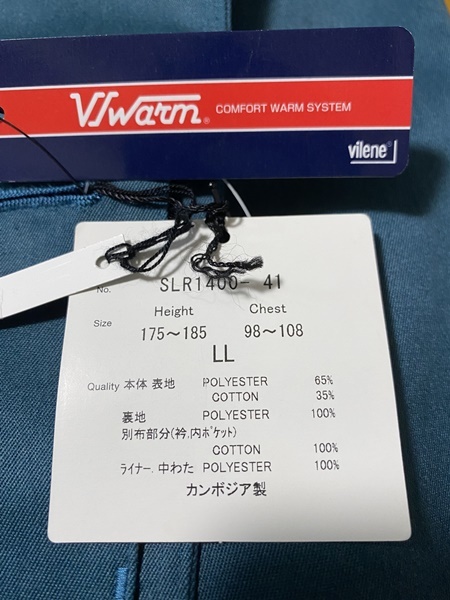 V/Warm® COMFORT WARM SYSTEM
vilene®
No. SLR1400- 41
Height Chest
Size 175~185 98~108
LL
Quality 本体 表地 POLYESTER 65%
COTTON 35%
裏地 POLYESTER 100%
別布部分(衿,内ポケット)
COTTON 100%
ライナー. 中わた POLYESTER 100%
カンボジア製